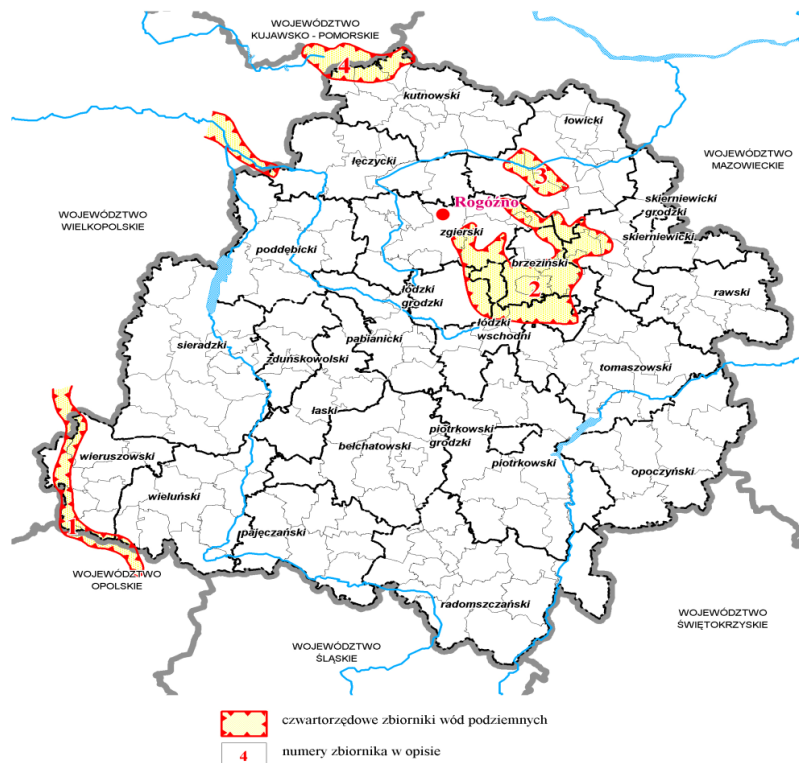 WOJEWÓDZTWO
KUJAWSKO - POMORSKIE
4
kutnowski
łowicki
WOJEWÓDZTWO
MAZOWIECKIE
łęczycki
3
skierniewicki
grodzki
Rogóźno
WOJEWÓDZTWO
WIELKOPOLSKIE
zgierski
skierniewicki
poddębicki
brzeziński
łódzki
grodzki
2
rawski
łódzki
wschodni
sieradzki
pabianicki
zduńskowolski
tomaszowski
łaski
piotrkowski
grodzki
bełchatowski
wieruszowski
piotrkowski
opoczyński
wieluński
1
pajęczański
WOJEWÓDZTWO
OPOLSKIE
radomszczański
WOJEWÓDZTWO
ŚWIĘTOKRZYSKIE
WOJEWÓDZTWO
ŚLĄSKIE
czwartorzędowe zbiorniki wód podziemnych
4 numery zbiornika w opisie